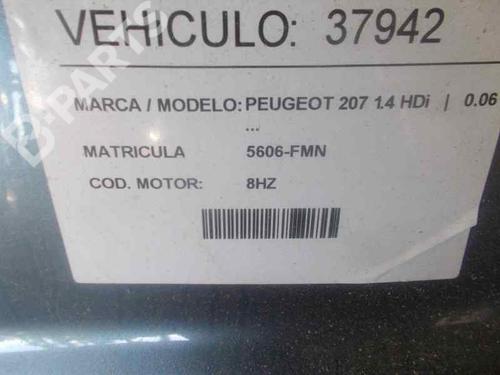 VEHICULO: 37942
MARCA / MODELO: PEUGEOT 207 1.4 HDi | 0.06
...
MATRICULA 5606-FMN
COD. MOTOR: 8HZ